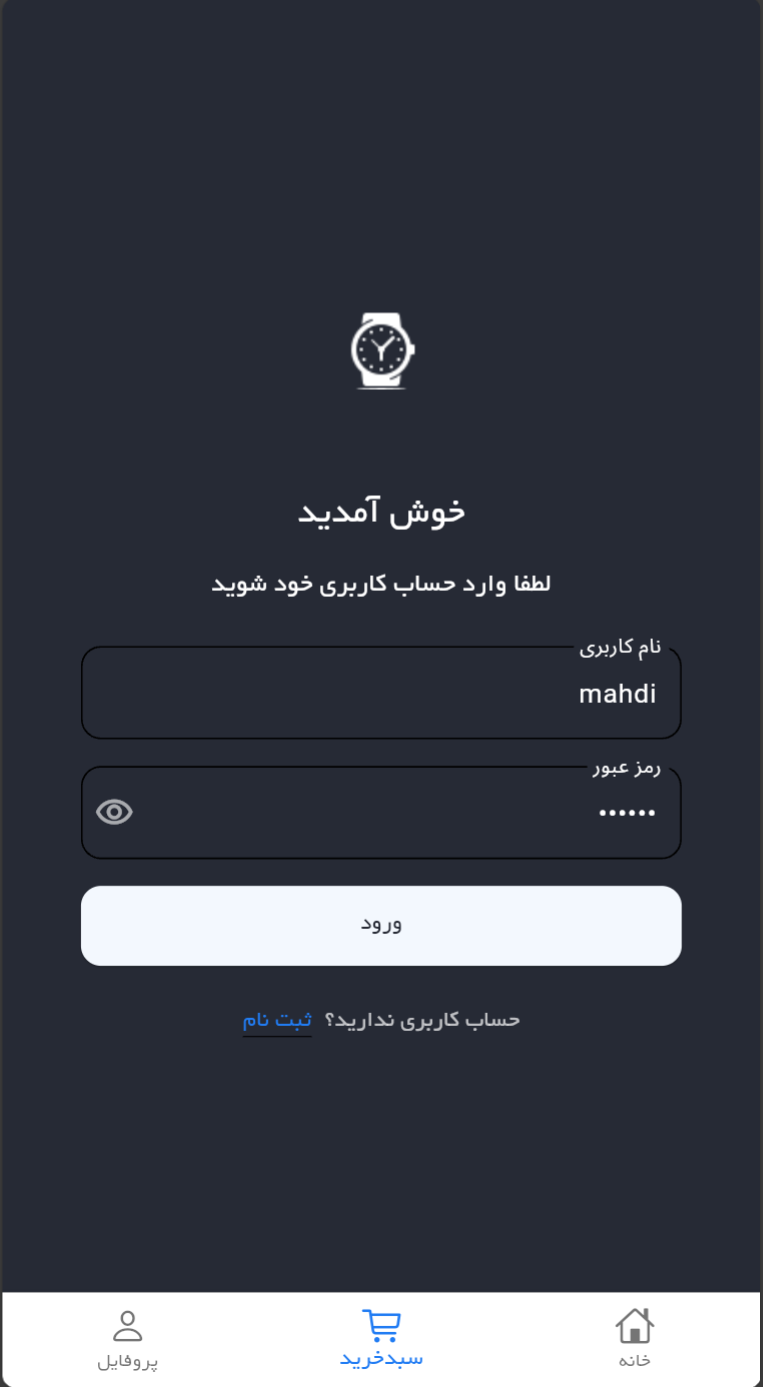 خوش آمدید
لطفا وارد حساب کاربری خود شوید
نام کاربری
mahdi
رمز عبور
••••••
ورود
حساب کاربری ندارید؟ ثبت نام
خانه سبدخرید پروفایل